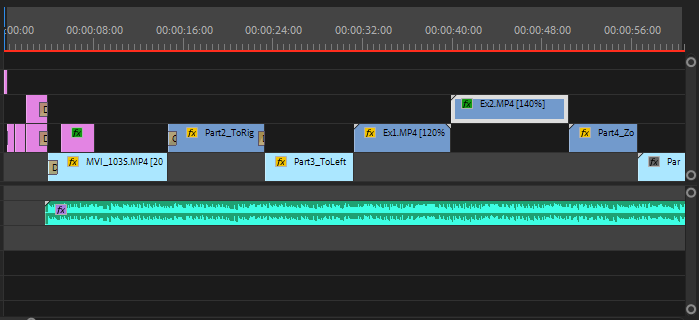 :00:00 00:00:08:00 00:00:16:00 00:00:24:00 00:00:32:00 00:00:40:00 00:00:48:00 00:00:56:00
fx Ex2.MP4 [140%]
fx fx Part2_ToRig fx Ex1.MP4 [120% fx Part4_Zo
fx MVI_1035.MP4 [20 fx Part3_ToLeft fx Par
fx